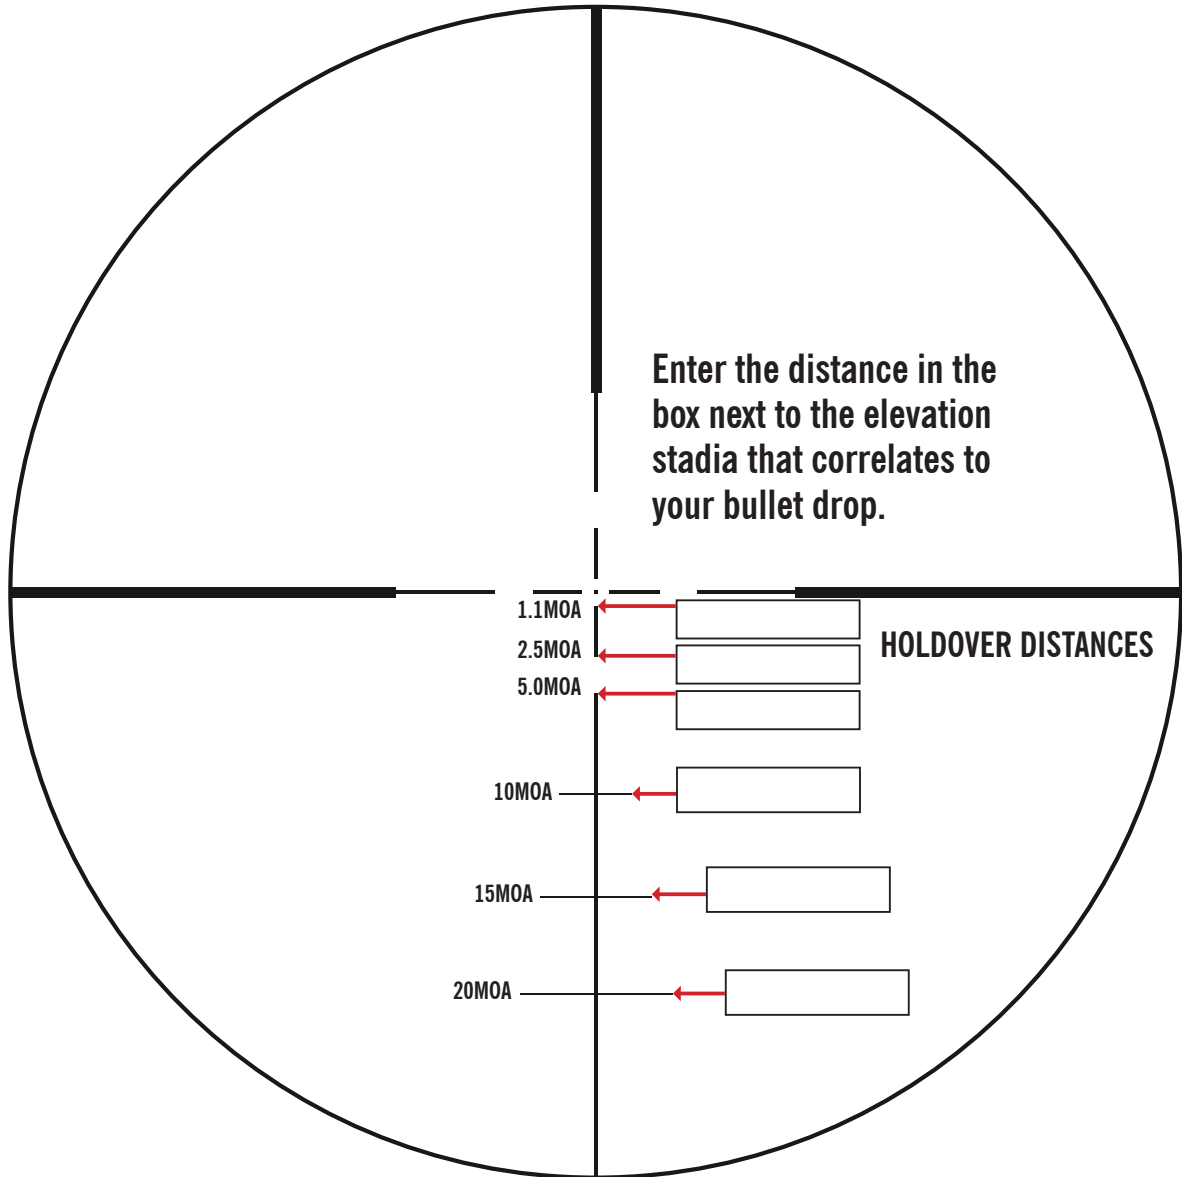 Enter the distance in the
box next to the elevation
stadia that correlates to
your bullet drop.
1.1MOA
HOLDOVER DISTANCES
2.5MOA
5.0MOA
10MOA
15MOA
20MOA